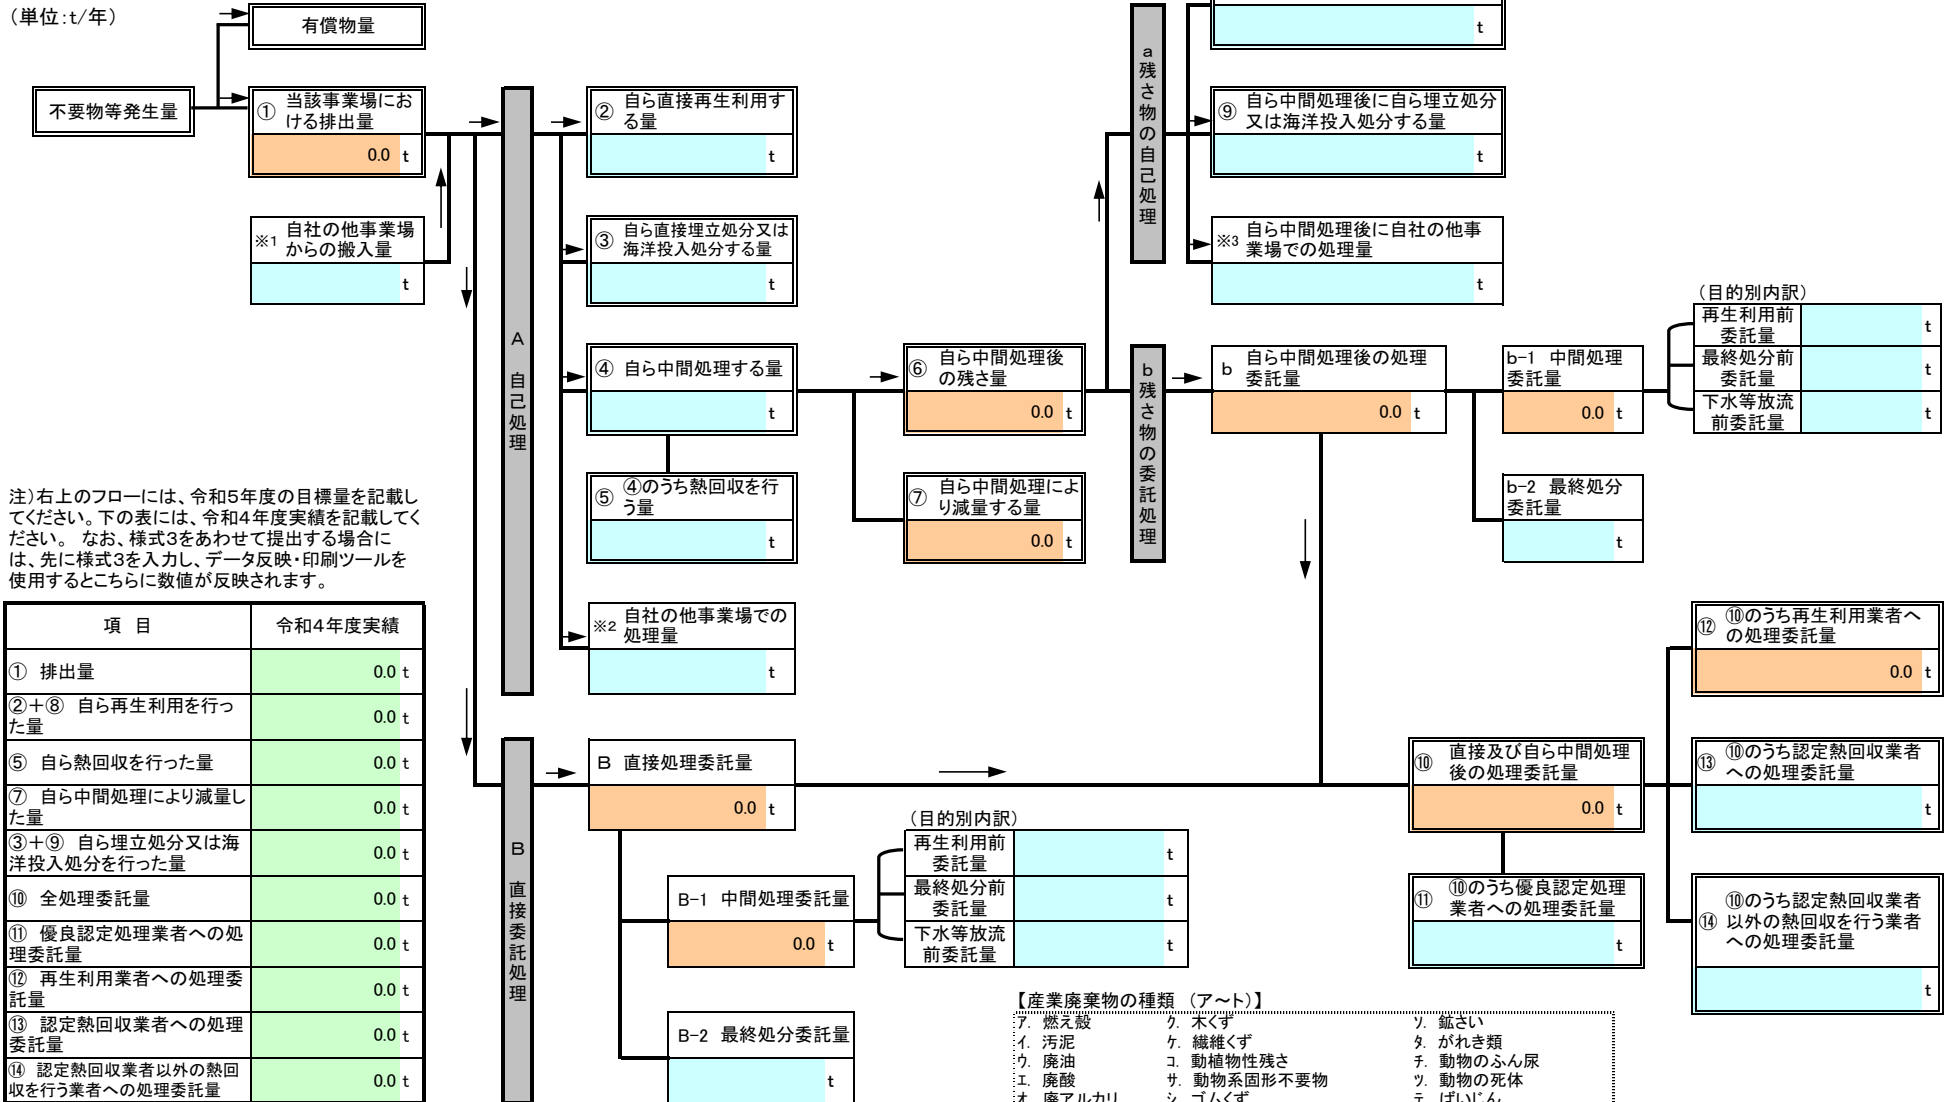 （単位：t/年）
有償物量
不要物等発生量
① 当該事業場にお
ける排出量
0.0 t
※1 自社の他事業場
からの搬入量
t
A 自己処理
② 自ら直接再生利用す
る量
t
③ 自ら直接埋立処分又は
海洋投入処分する量
t
④ 自ら中間処理する量
t
⑤ ④のうち熱回収を行
う量
t
※2 自社の他事業場での
処理量
t
⑥ 自ら中間処理後
の残さ量
0.0 t
⑦ 自ら中間処理によ
り減量する量
0.0 t
a 残さ物の自己処理
t
⑨ 自ら中間処理後に自ら埋立処分
又は海洋投入処分する量
t
※3 自ら中間処理後に自社の他事
業場での処理量
t
b 残さ物の委託処理
b 自ら中間処理後の処理
委託量
0.0 t
b-1 中間処理
委託量
0.0 t
（目的別内訳）
再生利用前
委託量
t
最終処分前
委託量
t
下水等放流
前委託量
t
b-2 最終処分
委託量
t
注）右上のフローには、令和５年度の目標量を記載し
てください。下の表には、令和４年度実績を記載してく
ださい。 なお、様式３をあわせて提出する場合に
は、先に様式３を入力し、データ反映・印刷ツールを
使用するとこちらに数値が反映されます。
項 目 令和４年度実績
① 排出量 0.0 t
②＋⑧ 自ら再生利用を行っ
た量 0.0 t
⑤ 自ら熱回収を行った量 0.0 t
⑦ 自ら中間処理により減量し
た量 0.0 t
③＋⑨ 自ら埋立処分又は海
洋投入処分を行った量 0.0 t
⑩ 全処理委託量 0.0 t
⑪ 優良認定処理業者への処
理委託量 0.0 t
⑫ 再生利用業者への処理委
託量 0.0 t
⑬ 認定熱回収業者への処理
委託量 0.0 t
⑭ 認定熱回収業者以外の熱回
収を行う業者への処理委託量 0.0 t
B 直接委託処理
B 直接処理委託量
0.0 t
B-1 中間処理委託量
0.0 t
（目的別内訳）
再生利用前
委託量
t
最終処分前
委託量
t
下水等放流
前委託量
t
B-2 最終処分委託量
t
⑩ 直接及び自ら中間処理
後の処理委託量
0.0 t
⑪ ⑩のうち優良認定処理
業者への処理委託量
t
⑫ ⑩のうち再生利用業者へ
の処理委託量
0.0 t
⑬ ⑩のうち認定熱回収業者
への処理委託量
t
⑭ ⑩のうち認定熱回収業者
以外の熱回収を行う業者
への処理委託量
t
【産業廃棄物の種類 （ア～ト）】
ア. 燃え殻 ク. 木くず ソ. 鉱さい
イ. 汚泥 ケ. 繊維くず タ. がれき類
ウ. 廃油 コ. 動植物性残さ チ. 動物のふん尿
エ. 廃酸 サ. 動物系固形不要物 ツ. 動物の死体
オ. 廃アルカリ シ. ゴムくず テ. ばいじん